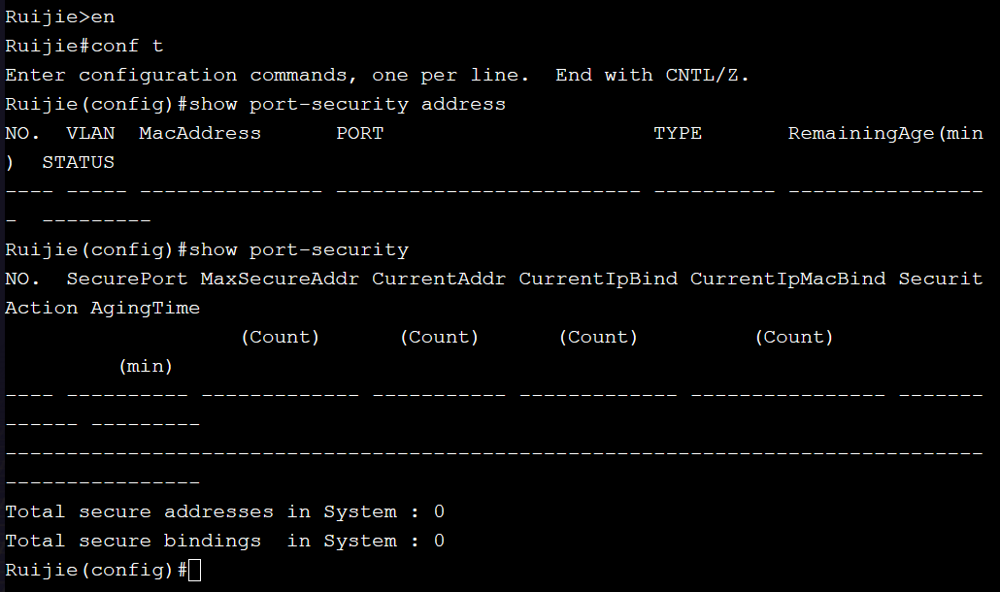 Ruijie>en
Ruijie#conf t
Enter configuration commands, one per line.  End with CNTL/Z.
Ruijie(config)#show port-security address
NO.  VLAN  MacAddress      PORT                      TYPE       RemainingAge(min
)  STATUS
---- ----- --------------- ------------------------- ---------- ----------------
-  ---------
Ruijie(config)#show port-security
NO.  SecurePort MaxSecureAddr CurrentAddr CurrentIpBind CurrentIpMacBind Securit
Action AgingTime
                   (Count)      (Count)      (Count)         (Count)
         (min)
---- ---------- ------------- ----------- ------------- ---------------- -------
------ ---------
--------------------------------------------------------------------------------
----------------
Total secure addresses in System : 0
Total secure bindings  in System : 0
Ruijie(config)#